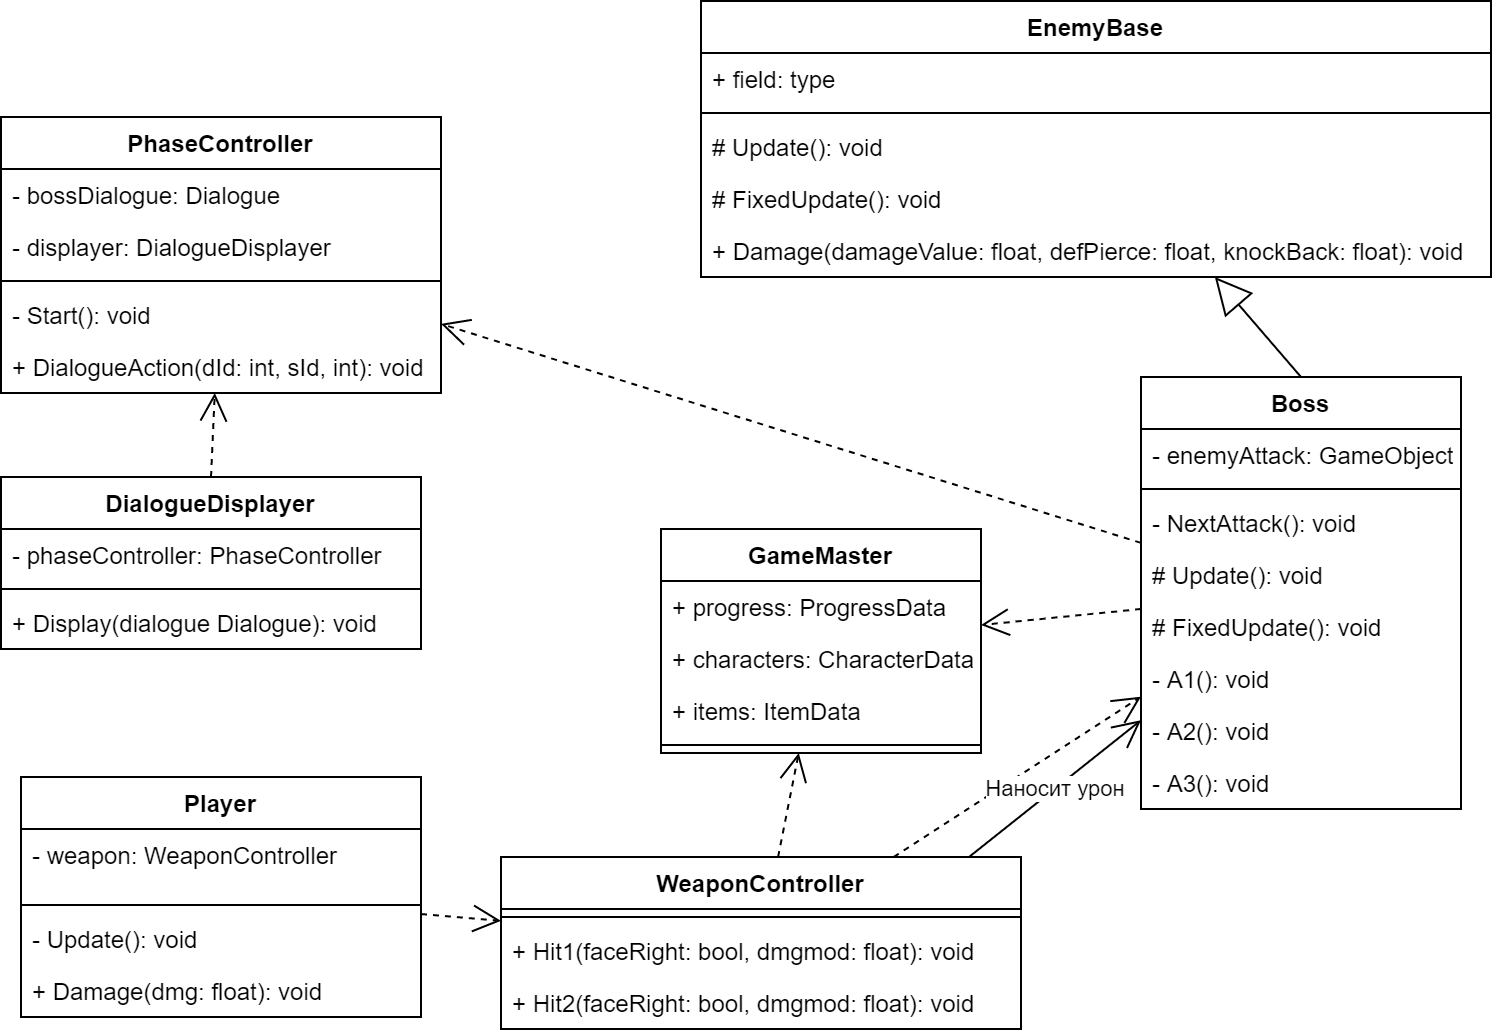 EnemyBase
+ field: type
# Update(): void
# FixedUpdate(): void
+ Damage(damageValue: float, defPierce: float, knockBack: float): void
PhaseController
- bossDialogue: Dialogue
- displayer: DialogueDisplayer
- Start(): void
+ DialogueAction(dId: int, sId, int): void
Boss
- enemyAttack: GameObject
- NextAttack(): void
# Update(): void
# FixedUpdate(): void
- A1(): void
- A2(): void
- A3(): void
DialogueDisplayer
- phaseController: PhaseController
+ Display(dialogue Dialogue): void
GameMaster
+ progress: ProgressData
+ characters: CharacterData
+ items: ItemData
Наносит урон
Player
- weapon: WeaponController
- Update(): void
+ Damage(dmg: float): void
WeaponController
+ Hit1(faceRight: bool, dmgmod: float): void
+ Hit2(faceRight: bool, dmgmod: float): void